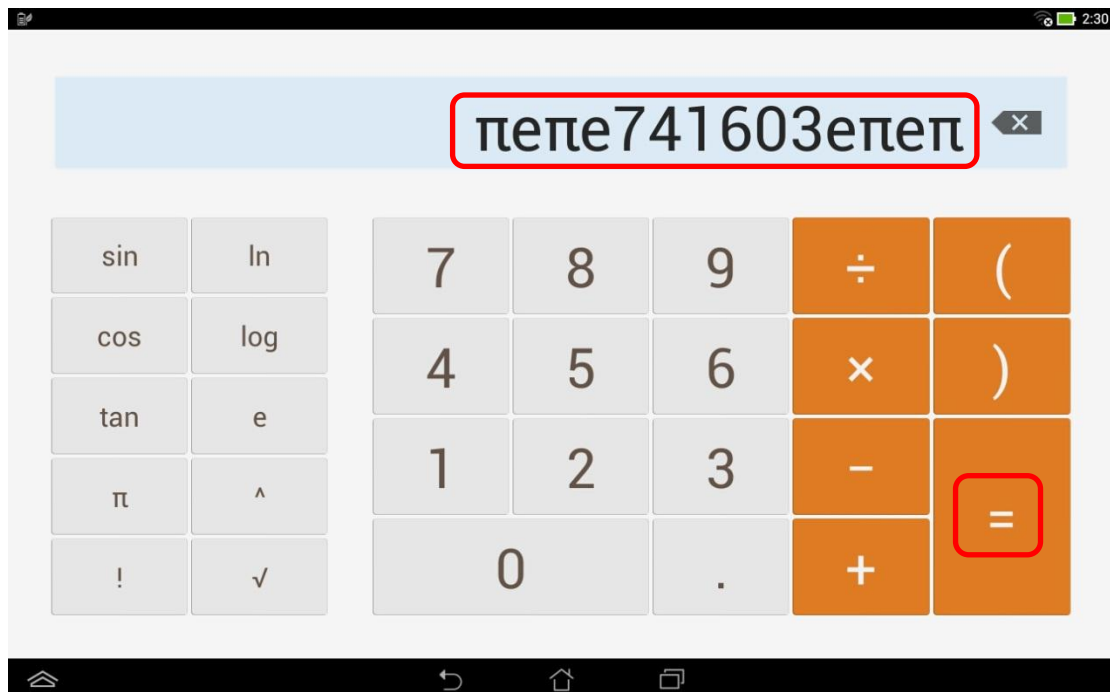 2:30
πeπe741603eπeπ
sin ln 7 8 9 ÷ (
cos log 4 5 6 × )
tan e 1 2 3 − =
π ^ 0 . +
! √